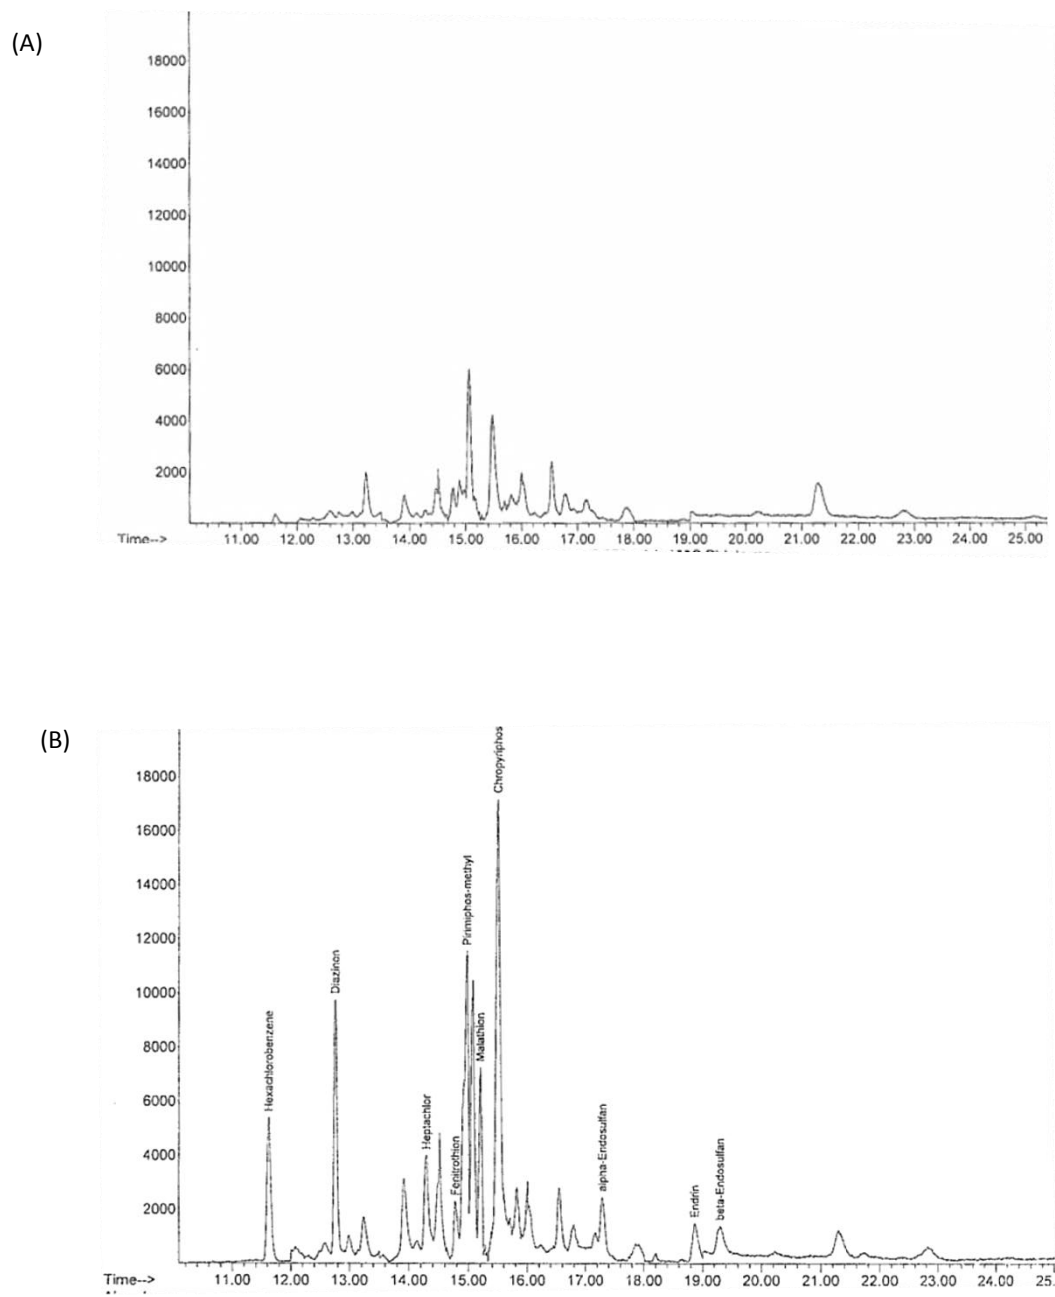 (A)
18000
16000
14000
12000
10000
8000
6000
4000
2000
Time-->
11.00 12.00 13.00 14.00 15.00 16.00 17.00 18.00 19.00 20.00 21.00 22.00 23.00 24.00 25.00
(B)
Chropyriphos
18000
16000
14000
Pirimiphos-methyl
12000
Diazinon
10000
Malathion
8000
Hexachlorobenzene
6000
Heptachlor
alpha-Endosulfan
4000
Fenitrothion
Endrin
beta-Endosulfan
2000
Time-->
11.00 12.00 13.00 14.00 15.00 16.00 17.00 18.00 19.00 20.00 21.00 22.00 23.00 24.00 25.